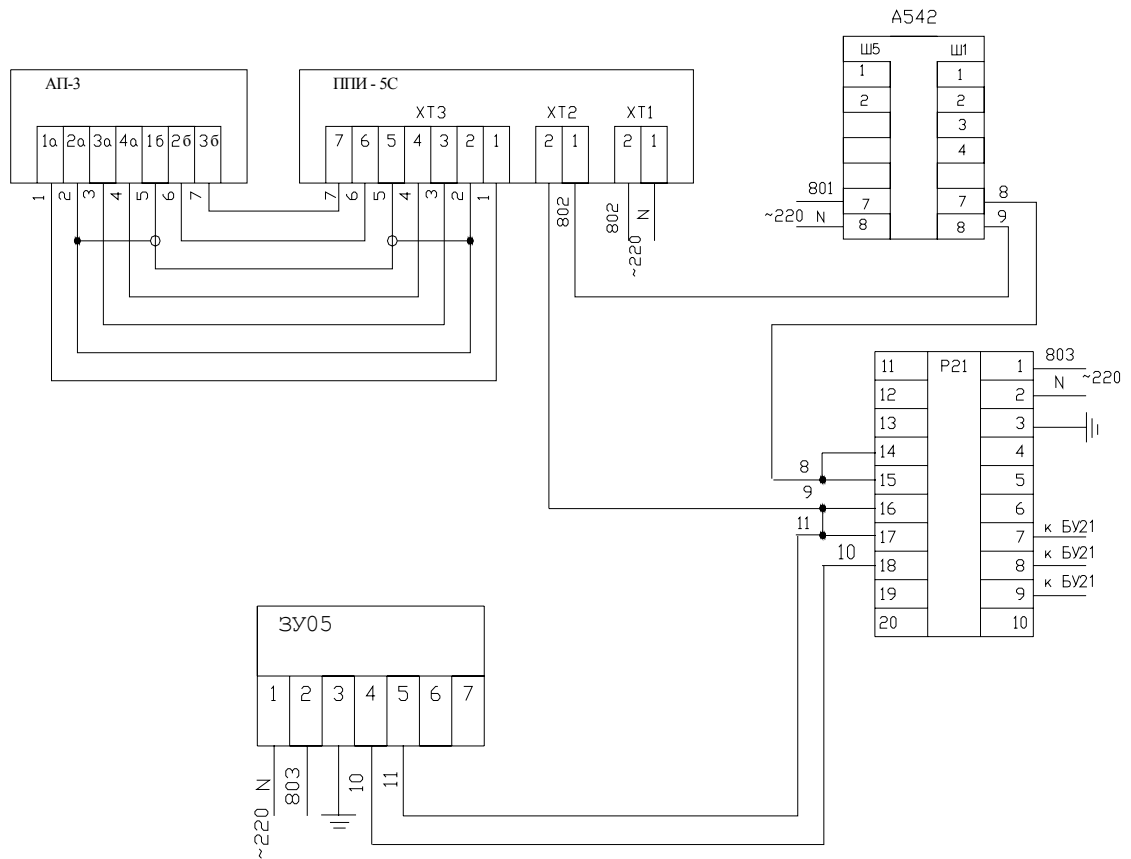 А542
Ш5 Ш1
1 1
2 2
3
4
801 7 7 8
~220 N 8 8 9
АП-3
1а 2а 3а 4а 1б 2б 3б
1 2 3 4 5 6 7
ППИ - 5С
ХТ3 ХТ2 ХТ1
7 6 5 4 3 2 1 2 1 2 1
7 6 5 4 3 2 1 802 802 ~220 N
Р21
11 1 803
12 2 N ~220
13 3
14 4
8 15 5
9 16 6
11 17 7 к БУ21
10 18 8 к БУ21
19 9 к БУ21
20 10
ЗУ05
1 2 3 4 5 6 7
~220 N 803 10 11